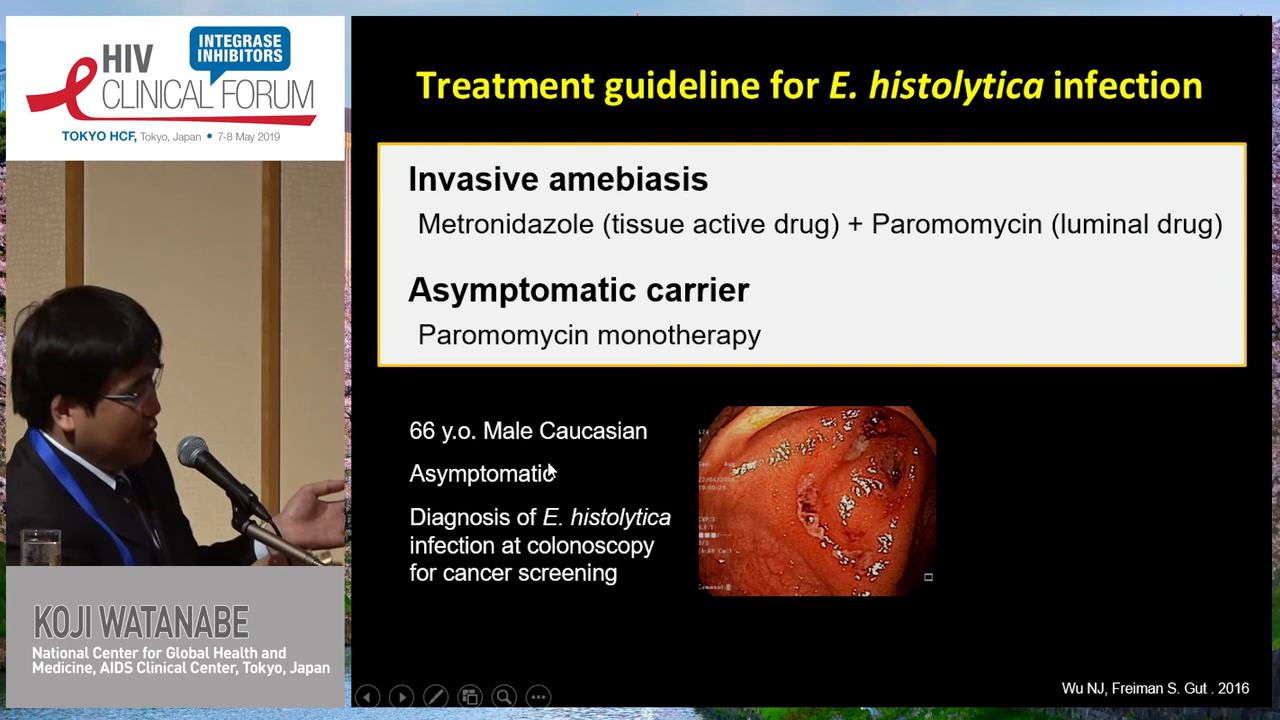 HIV
INTEGRASE
INHIBITORS
CLINICAL FORUM
TOKYO HCF, Tokyo, Japan • 7-8 May 2019
Treatment guideline for E. histolytica infection
Invasive amebiasis
Metronidazole (tissue active drug) + Paromomycin (luminal drug)
Asymptomatic carrier
Paromomycin monotherapy
66 y.o. Male Caucasian
Asymptomatic
Diagnosis of E. histolytica
infection at colonoscopy
for cancer screening
Wu NJ, Freiman S. Gut . 2016
KOJI WATANABE
National Center for Global Health and
Medicine, AIDS Clinical Center, Tokyo, Japan